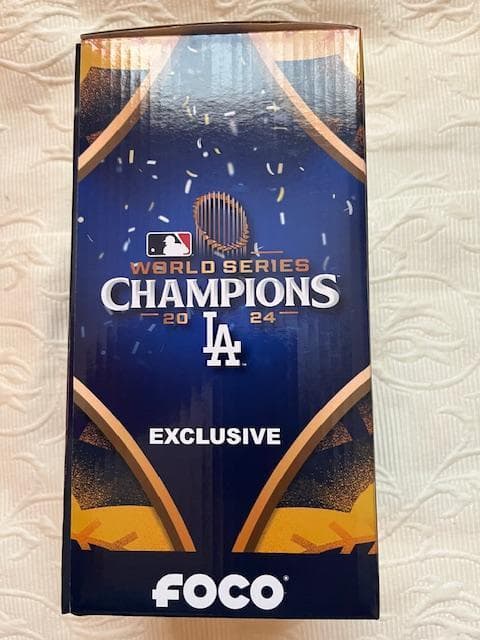 WORLD SERIES
CHAMPIONS
20 24
LA
EXCLUSIVE
FOCO